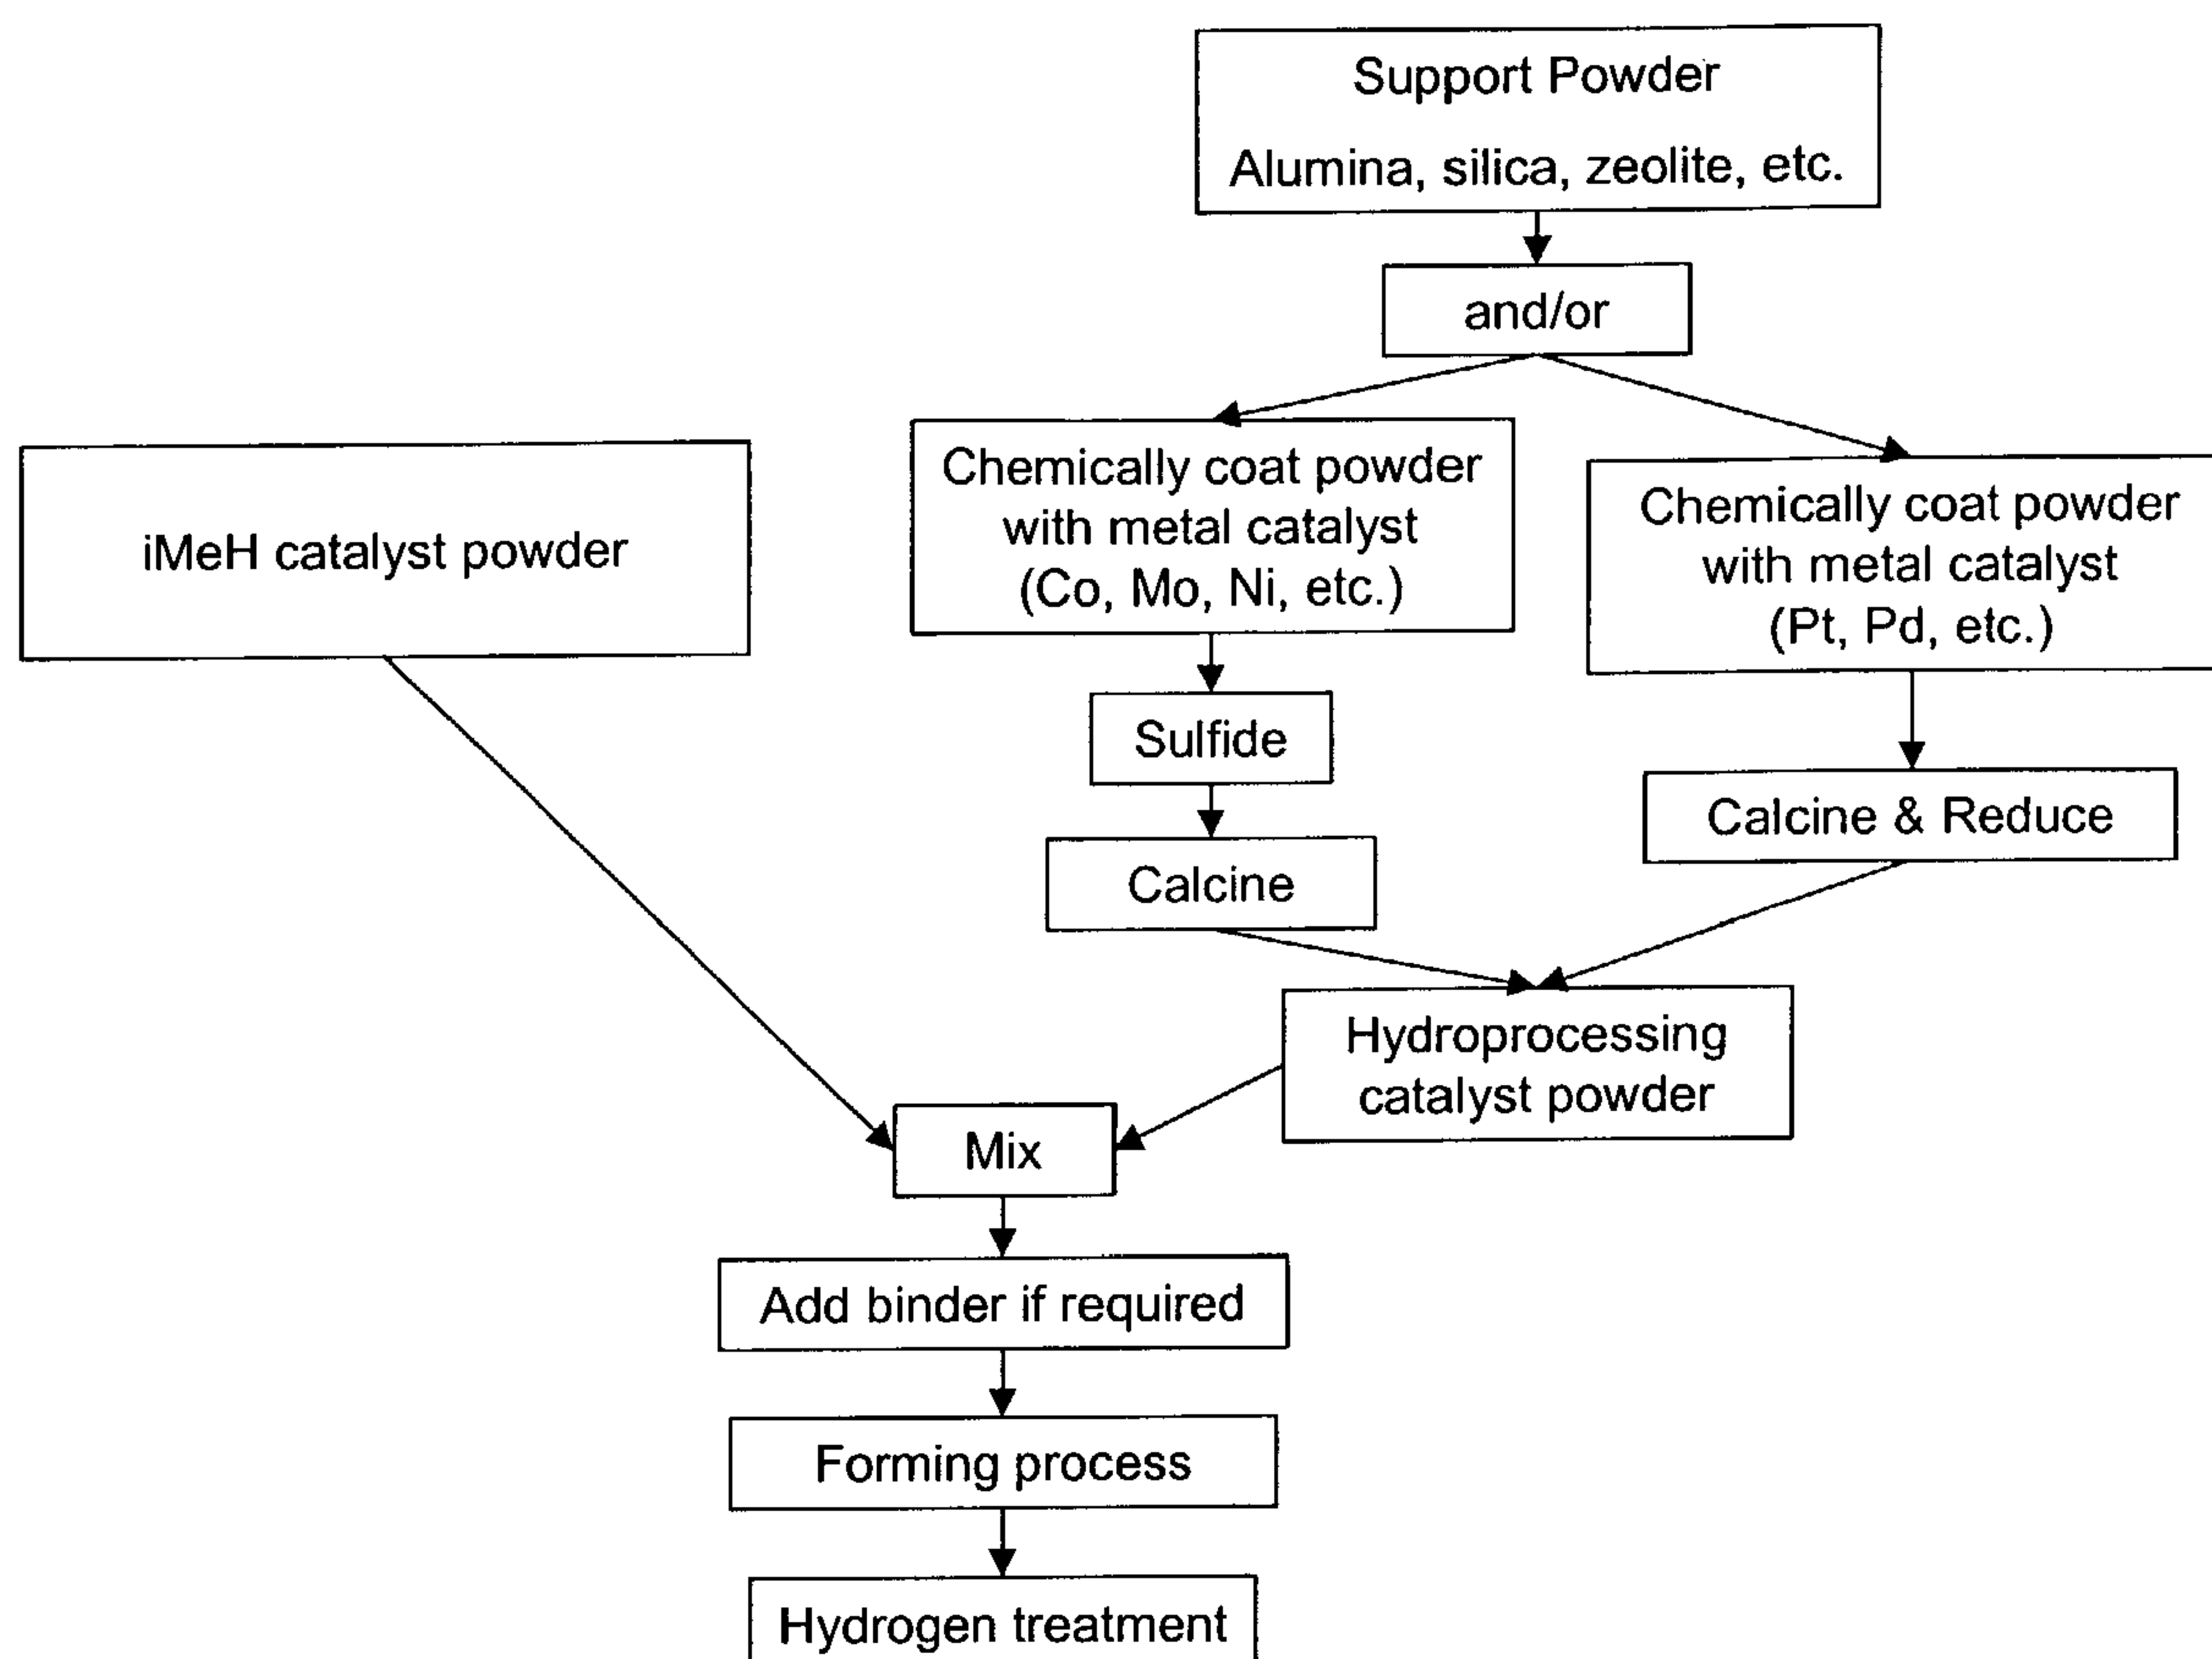 Support Powder
Alumina, silica, zeolite, etc.
and/or
Chemically coat powder
with metal catalyst
(Co, Mo, Ni, etc.)
Chemically coat powder
with metal catalyst
(Pt, Pd, etc.)
iMeH catalyst powder
Sulfide
Calcine & Reduce
Calcine
Hydroprocessing
catalyst powder
Mix
Add binder if required
Forming process
Hydrogen treatment